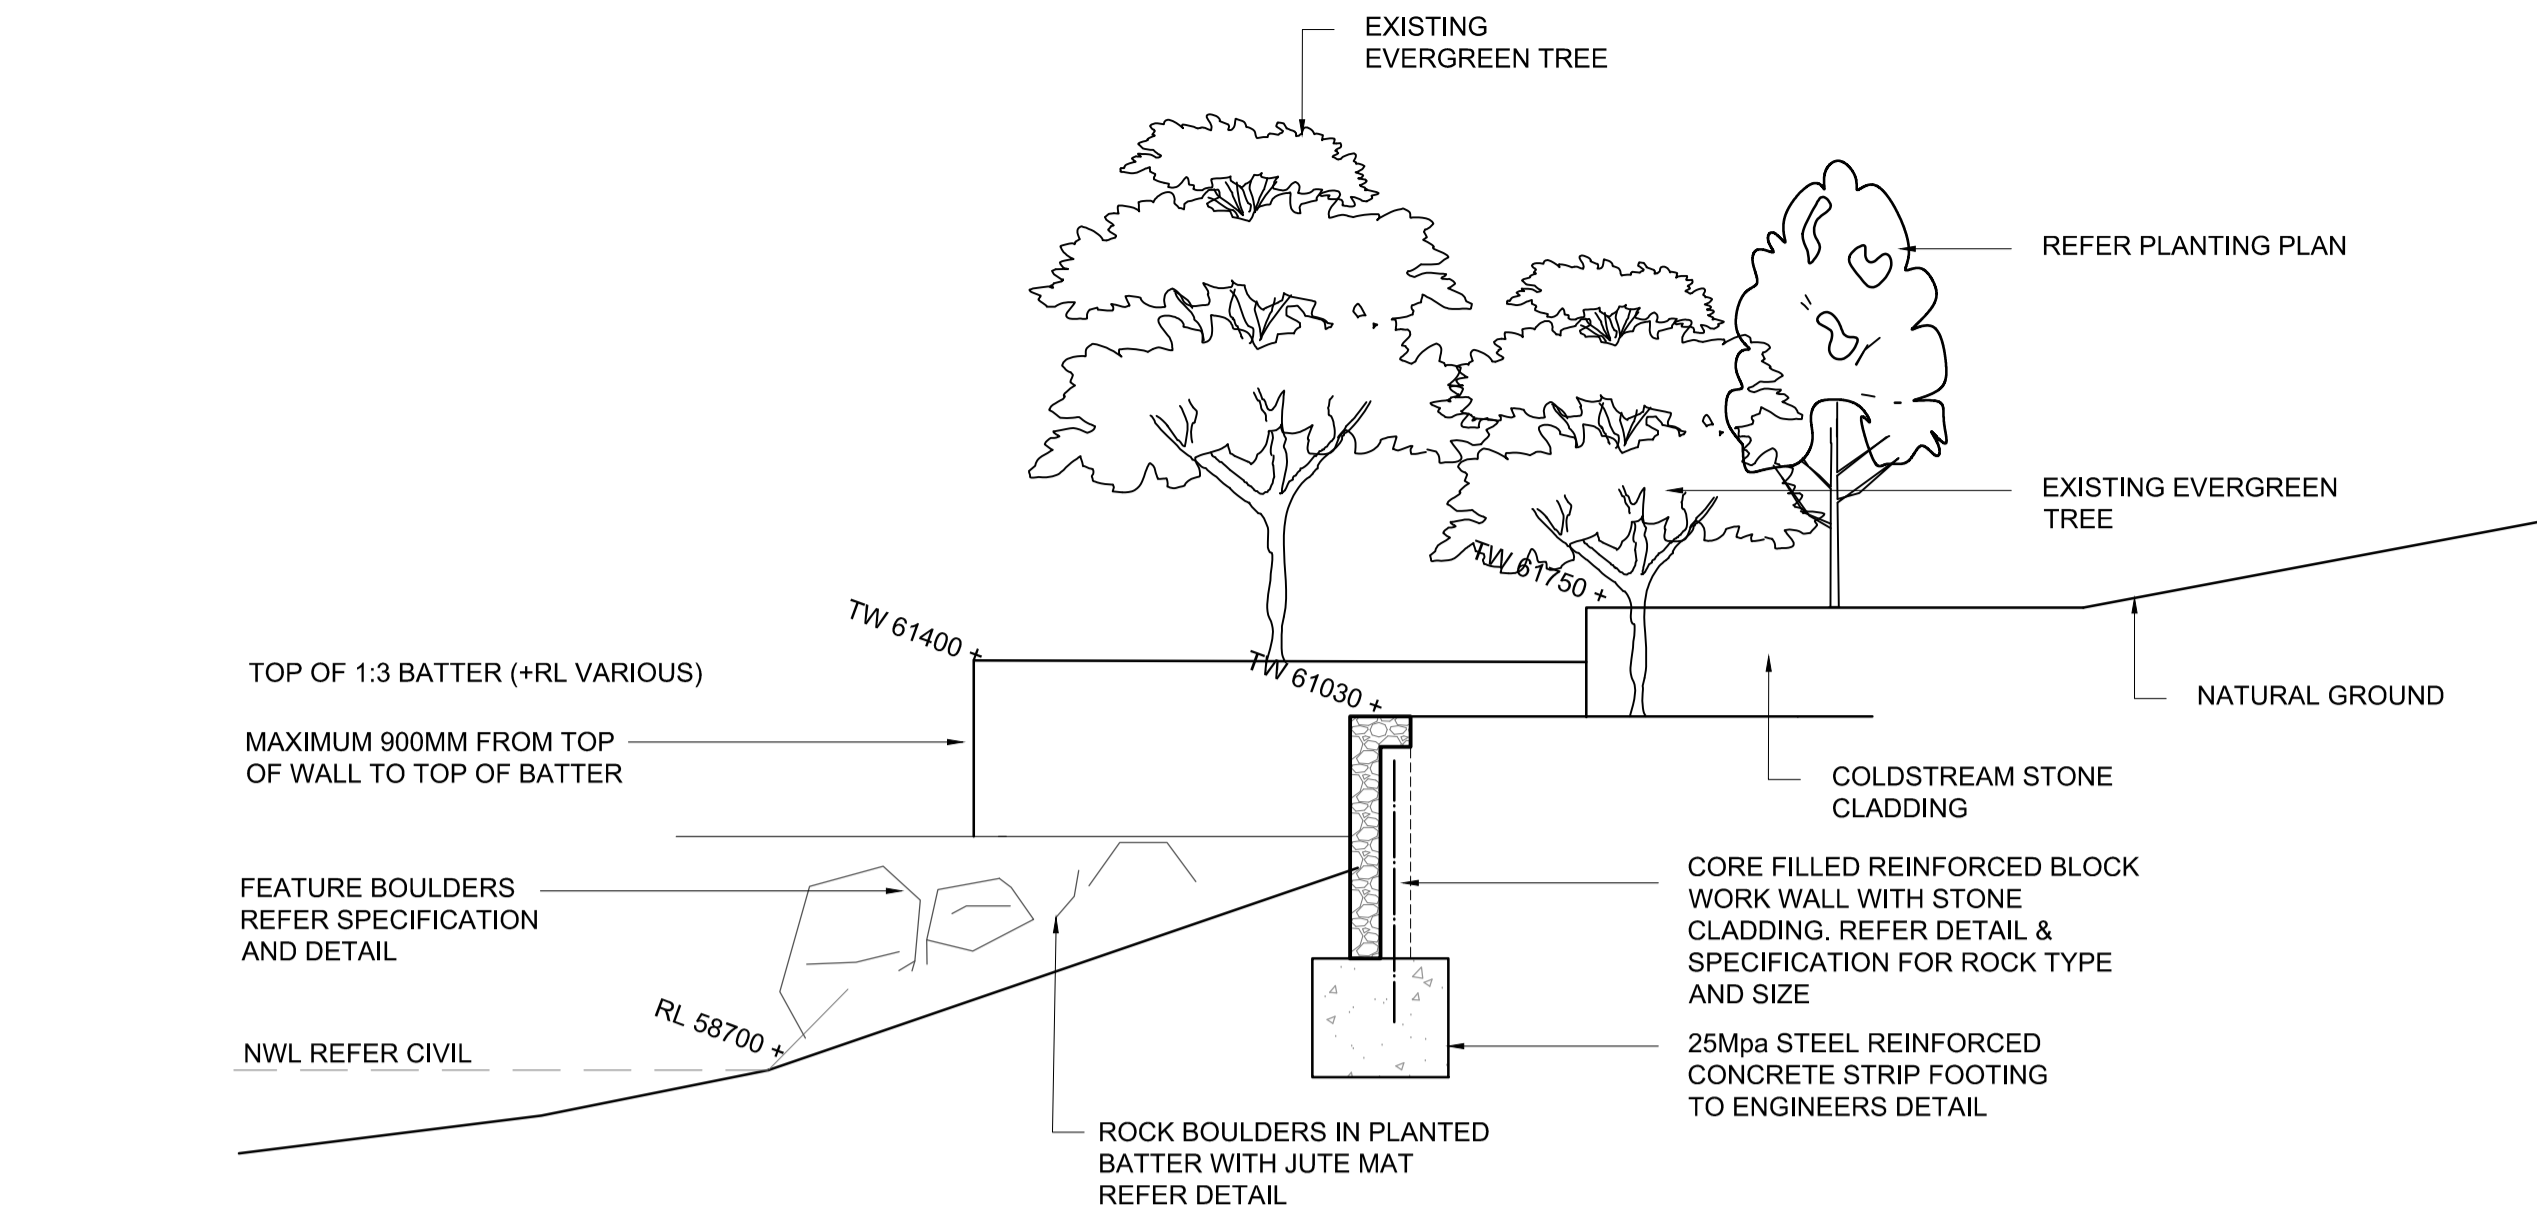 EXISTING
EVERGREEN TREE
REFER PLANTING PLAN
EXISTING EVERGREEN
TREE
TW 61750 +
TW 61400 +
TW 61030 +
TOP OF 1:3 BATTER (+RL VARIOUS)
NATURAL GROUND
MAXIMUM 900MM FROM TOP
OF WALL TO TOP OF BATTER
COLDSTREAM STONE
CLADDING
FEATURE BOULDERS
REFER SPECIFICATION
AND DETAIL
CORE FILLED REINFORCED BLOCK
WORK WALL WITH STONE
CLADDING. REFER DETAIL &
SPECIFICATION FOR ROCK TYPE
AND SIZE
RL 58700 +
NWL REFER CIVIL
25Mpa STEEL REINFORCED
CONCRETE STRIP FOOTING
TO ENGINEERS DETAIL
ROCK BOULDERS IN PLANTED
BATTER WITH JUTE MAT
REFER DETAIL